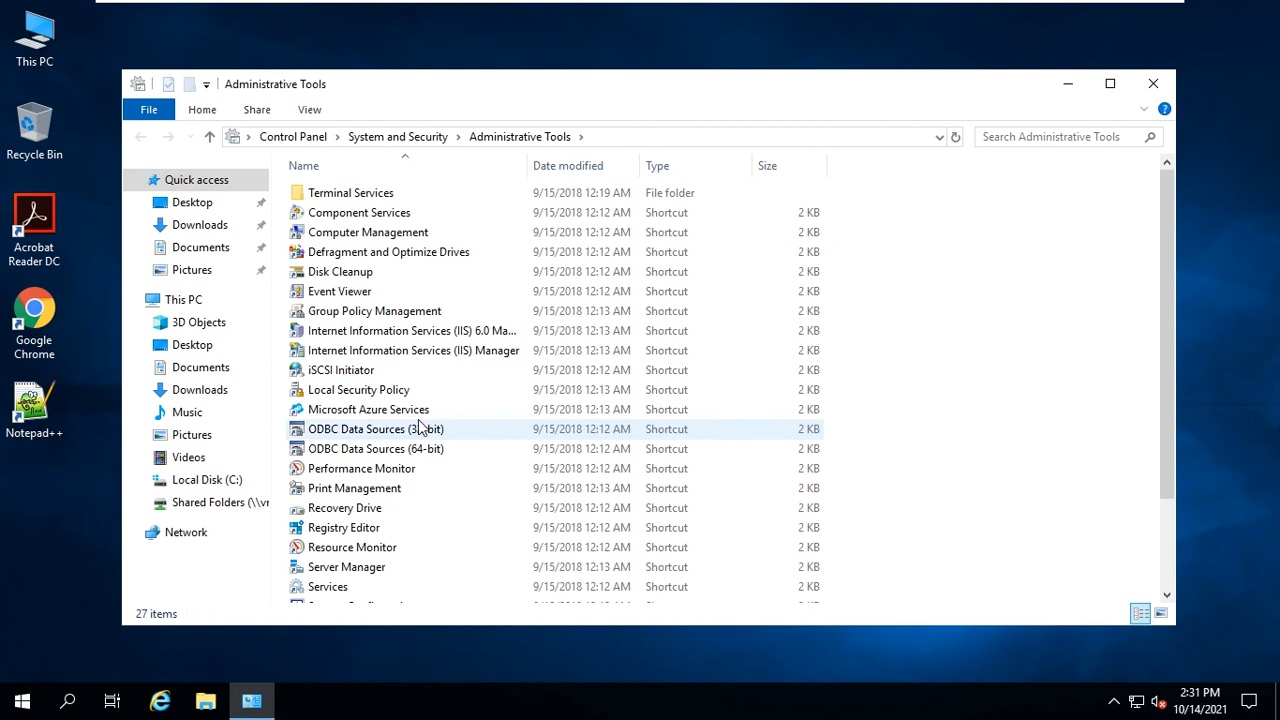 This PC
Recycle Bin
Acrobat
Reader DC
Google
Chrome
Notepad++
Administrative Tools
File Home Share View
Control Panel System and Security Administrative Tools
Search Administrative Tools
Quick access
Desktop
Downloads
Documents
Pictures
This PC
3D Objects
Desktop
Documents
Downloads
Music
Pictures
Videos
Local Disk (C:)
Shared Folders (\\vr
Network
Name Date modified Type Size
Terminal Services 9/15/2018 12:19 AM File folder
Component Services 9/15/2018 12:12 AM Shortcut 2 KB
Computer Management 9/15/2018 12:12 AM Shortcut 2 KB
Defragment and Optimize Drives 9/15/2018 12:12 AM Shortcut 2 KB
Disk Cleanup 9/15/2018 12:12 AM Shortcut 2 KB
Event Viewer 9/15/2018 12:12 AM Shortcut 2 KB
Group Policy Management 9/15/2018 12:13 AM Shortcut 2 KB
Internet Information Services (IIS) 6.0 Ma... 9/15/2018 12:13 AM Shortcut 2 KB
Internet Information Services (IIS) Manager 9/15/2018 12:13 AM Shortcut 2 KB
iSCSI Initiator 9/15/2018 12:12 AM Shortcut 2 KB
Local Security Policy 9/15/2018 12:13 AM Shortcut 2 KB
Microsoft Azure Services 9/15/2018 12:13 AM Shortcut 2 KB
ODBC Data Sources 9/15/2018 12:12 AM Shortcut 2 KB
ODBC Data Sources (64-bit) 9/15/2018 12:12 AM Shortcut 2 KB
Performance Monitor 9/15/2018 12:12 AM Shortcut 2 KB
Print Management 9/15/2018 12:13 AM Shortcut 2 KB
Recovery Drive 9/15/2018 12:12 AM Shortcut 2 KB
Registry Editor 9/15/2018 12:12 AM Shortcut 2 KB
Resource Monitor 9/15/2018 12:12 AM Shortcut 2 KB
Server Manager 9/15/2018 12:12 AM Shortcut 2 KB
Services 9/15/2018 12:12 AM Shortcut 2 KB
27 items
2:31 PM
10/14/2021